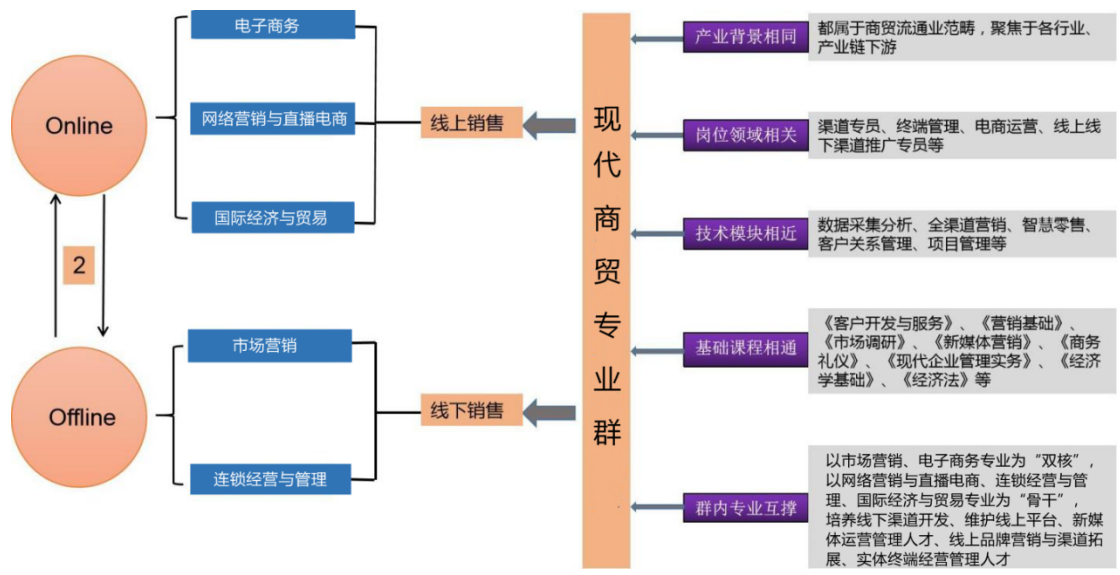 电子商务
Online
网络营销与直播电商
线上销售
国际经济与贸易
2
市场营销
Offline
线下销售
连锁经营与管理
现代商贸专业群
产业背景相同
都属于商贸流通业范畴，聚焦于各行业、
产业链下游
岗位领域相关
渠道专员、终端管理、电商运营、线上线
下渠道推广专员等
技术模块相近
数据采集分析、全渠道营销、智慧零售、
客户关系管理、项目管理等
基础课程相通
《客户开发与服务》、《营销基础》、
《市场调研》、《新媒体营销》、《商务
礼仪》、《现代企业管理实务》、《经济
学基础》、《经济法》等
群内专业互撑
以市场营销、电子商务专业为“双核”，
以网络营销与直播电商、连锁经营与管
理、国际经济与贸易专业为“骨干”，
培养线下渠道开发、维护线上平台、新媒
体运营管理人才、线上品牌营销与渠道拓
展、实体终端经营管理人才